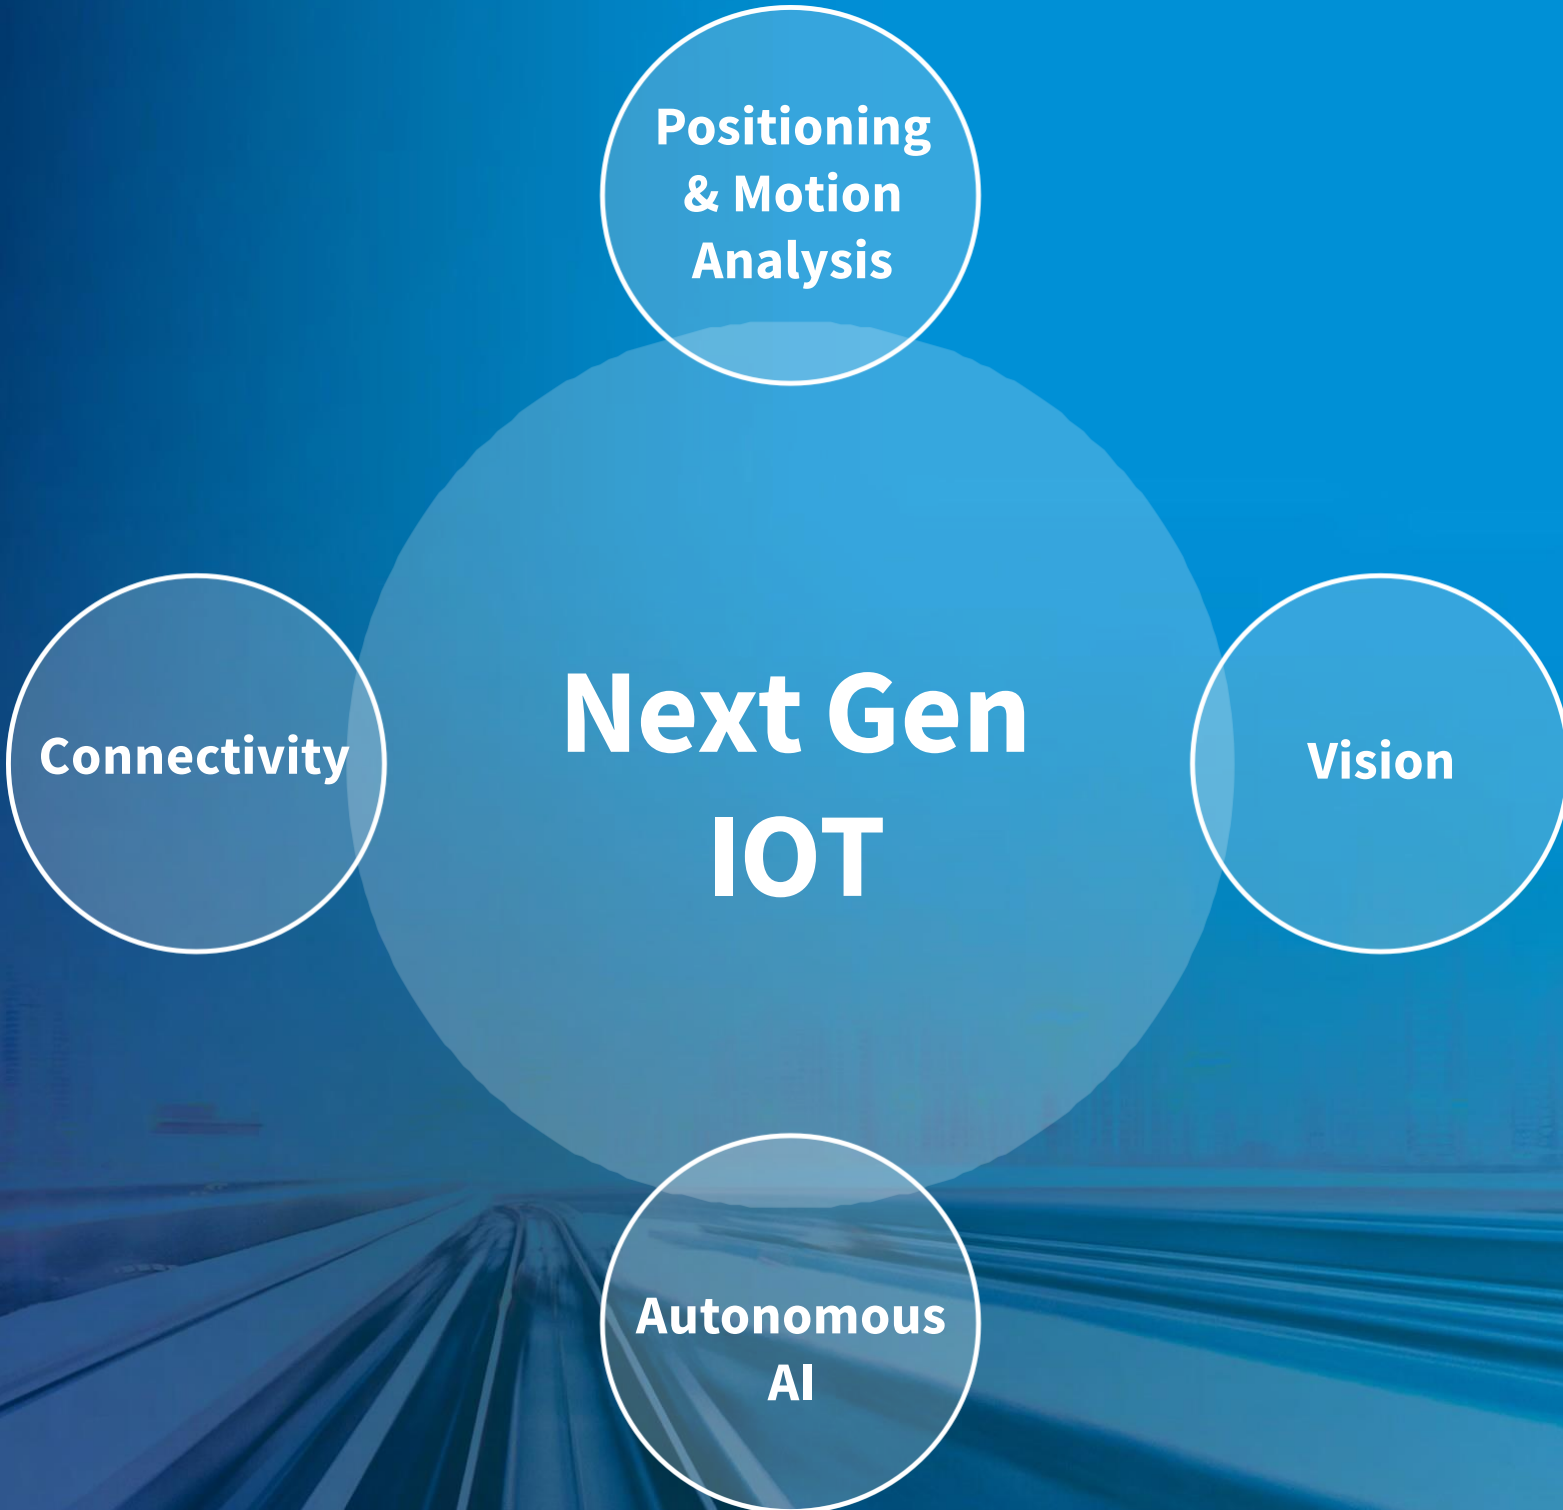 Positioning
& Motion
Analysis
Connectivity
Next Gen
IOT
Vision
Autonomous
AI